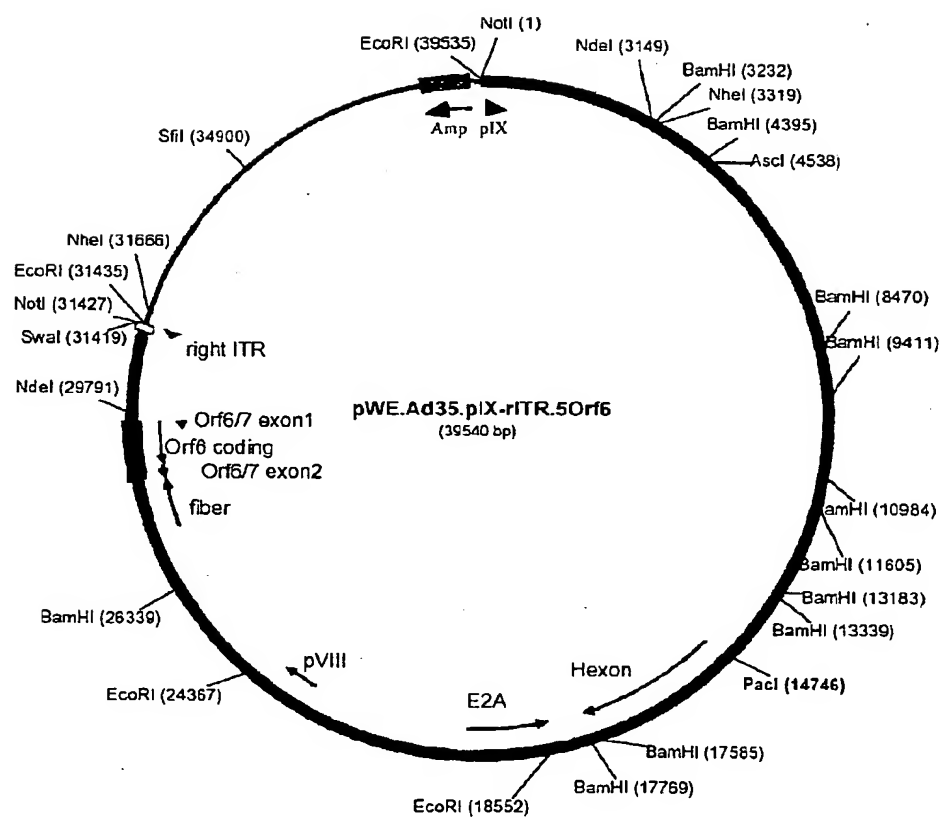 NotI (1)
EcoRI (39535)
NdeI (3149)
BamHI (3232)
NheI (3319)
BamHI (4395)
AscI (4538)
Amp
pIX
SfiI (34900)
NheI (31666)
EcoRI (31435)
NotI (31427)
SwaI (31419)
right ITR
NdeI (29791)
BamHI (8470)
BamHI (9411)
pWE.Ad35.pIX-rITR.5Orf6
(39540 bp)
Orf6/7 exon1
Orf6 coding
Orf6/7 exon2
fiber
amHI (10984)
BamHI (11605)
BamHI (13183)
BamHI (13339)
BamHI (26339)
pVIII
Hexon
PacI (14746)
EcoRI (24367)
E2A
BamHI (17585)
BamHI (17769)
EcoRI (18552)